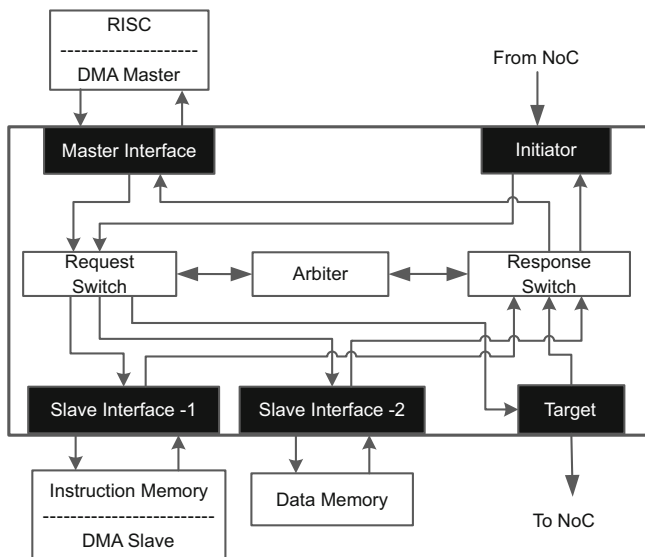 RISC
DMA Master
From NoC
Master Interface
Initiator
Request
Switch
Arbiter
Response
Switch
Slave Interface -1
Slave Interface -2
Target
Instruction Memory
DMA Slave
Data Memory
To NoC